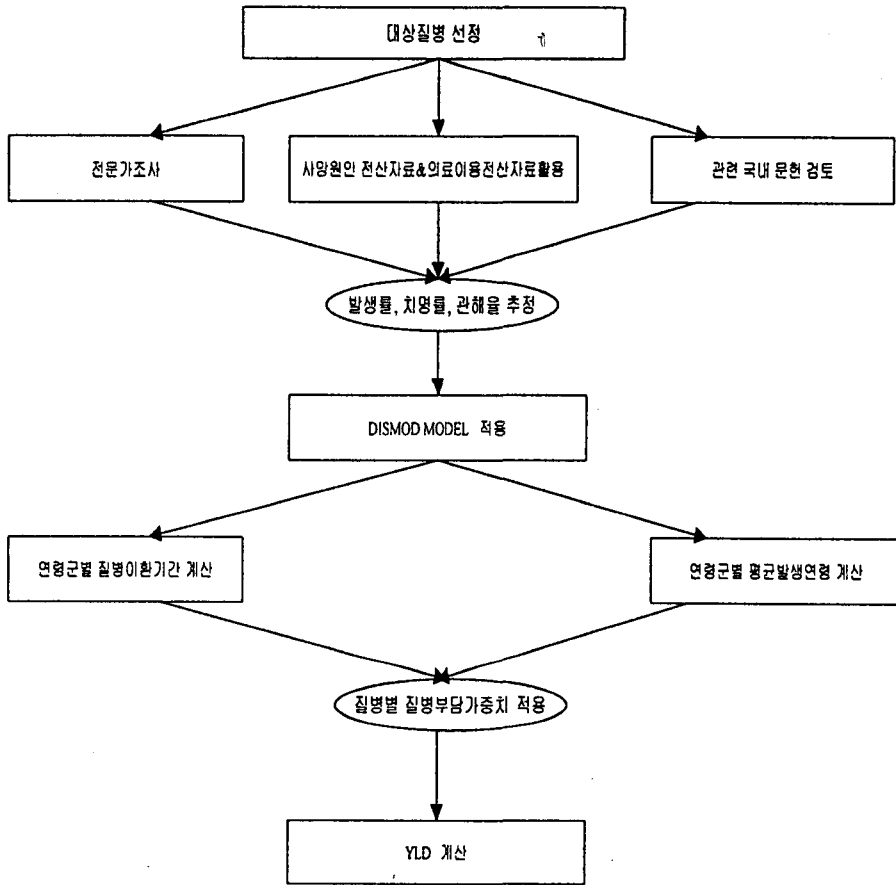 대상질병 선정
전문가조사
사망원안 전산자료&의료이용전산자료활용
관련 국내 문헌 검토
발생률, 치명률, 관해율 추정
DISMOD MODEL 적용
연령군별 질병이환기간 계산
연령군별 평균발생연령 계산
질병별 질병부담가중치 적용
YLD 계산